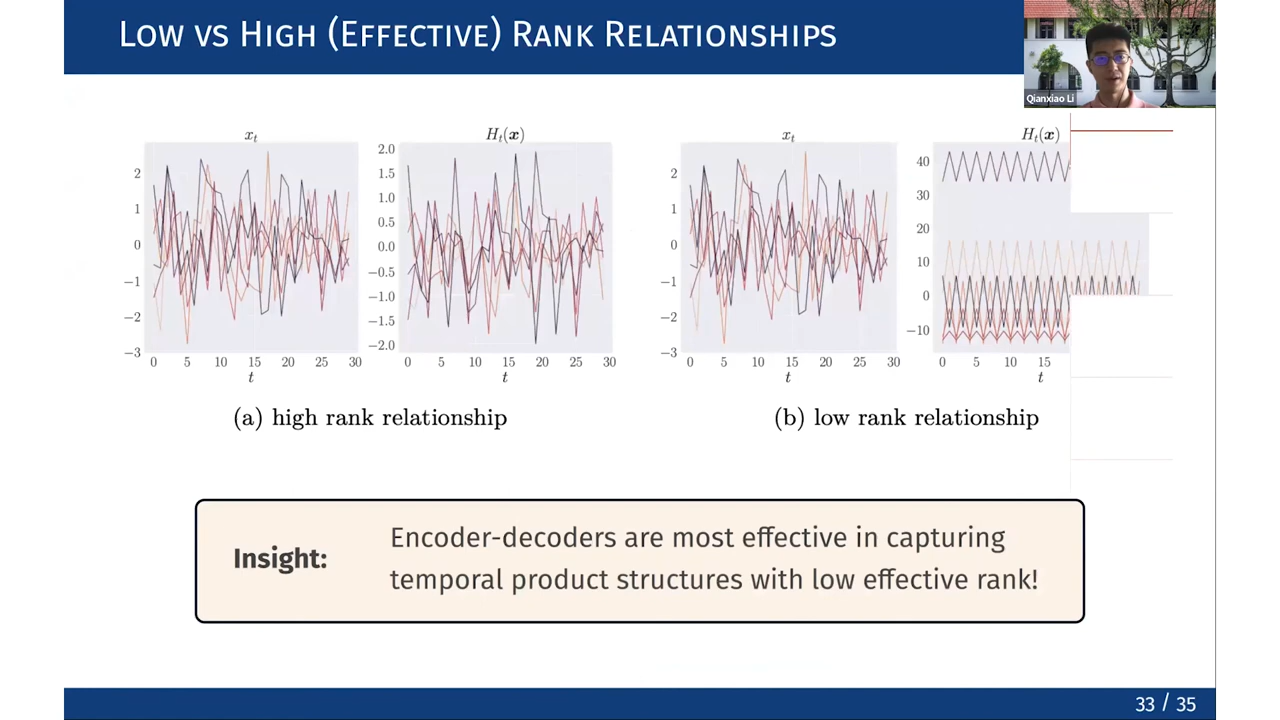 LOW VS HIGH (EFFECTIVE) RANK RELATIONSHIPS
Qianxiao Li
x_t
H_t(x)
x_t
H_t(x)
2
1
0
−1
−2
−3
2.0
1.5
1.0
0.5
0.0
−0.5
−1.0
−1.5
−2.0
2
1
0
−1
−2
−3
40
30
20
10
0
−10
0 5 10 15 20 25 30
0 5 10 15 20 25 30
0 5 10 15 20 25 30
0 5 10 15
t
t
t
t
(a) high rank relationship
(b) low rank relationship
Insight:
Encoder-decoders are most effective in capturing
temporal product structures with low effective rank!
33 / 35